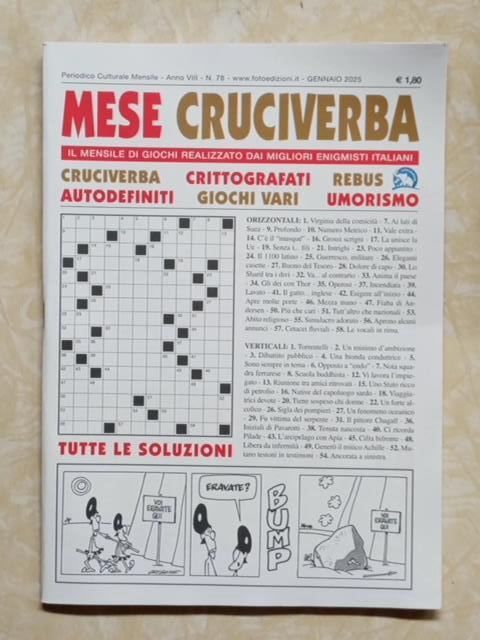 Periodico Culturale Mensile - Anno VIII - N. 78 - www.fotoedizioni.it - GENNAIO 2025 € 1,80
MESE CRUCIVERBA
IL MENSILE DI GIOCHI REALIZZATO DAI MIGLIORI ENIGMISTI ITALIANI
CRUCIVERBA CRITTOGRAFATI REBUS
AUTODEFINITI GIOCHI VARI UMORISMO
ORIZZONTALI: 1. Virginia della comicità - 7. Ai lati di
Suez - 9. Profondo - 10. Numero Metrico - 11. Vale extra -
14. C'è il "masqué" - 16. Grossi scrigni - 17. La unisce la
Ue - 19. Senza i... fili - 21. Intrighi - 23. Poco appuntito -
24. Il 1100 latino - 25. Guerresco, militare - 26. Eleganti
casette - 27. Buono del Tesoro - 28. Dolore di capo - 30. Lo
Sharif tra i divi - 32. Va... al contrario - 33. Anima il paese
- 34. Gli dei con Thor - 35. Operosi - 37. Incendiata - 39.
Lavato - 41. Il gatto... inglese - 42. Esigere all'inizio - 44.
Apre molte porte - 46. Mezza mano - 47. Fiaba di An-
dersen - 50. Più che cari - 51. Tutt'altro che nazionali - 53.
Abito religioso - 55. Simulacro adorato - 56. Aprono alcuni
annunci - 57. Cetacei fluviali - 58. Le vocali in rima.
VERTICALI: 1. Torrentelli - 2. Un minimo d'ambizione
- 3. Dibattito pubblico - 4. Una bionda conduttrice - 5.
Sono sempre in tema - 6. Opposto a "endo" - 7. Nota squa-
dra ferrarese - 8. Scuola buddhista - 12. Vi lavora l'impie-
gato - 13. Riunione tra amici ritrovati - 15. Uno Stato ricco
di petrolio - 16. Native del capoluogo sardo - 18. Viaggia-
trici devote - 20. Tiene sospeso chi dorme - 22. Un forte al-
colico - 26. Sigla dei pompieri - 27. Un fenomeno oceanico
- 29. Fu vittima del serpente - 31. Il pittore Chagall - 36.
Iniziali di Pavarotti - 38. Tenuta nascosta - 40. Ci ricorda
Pilade - 43. L'arcipelago con Apia - 45. Cifra bifronte - 48.
Libera da infermità - 49. Generò il mitico Achille - 52. Mu-
tano testoni in testimoni - 54. Ancorata a sinistra.
TUTTE LE SOLUZIONI
VOI
ERAVATE
QUI
ERAVATE?
BUMP
VOI
ERAVATE
QUI